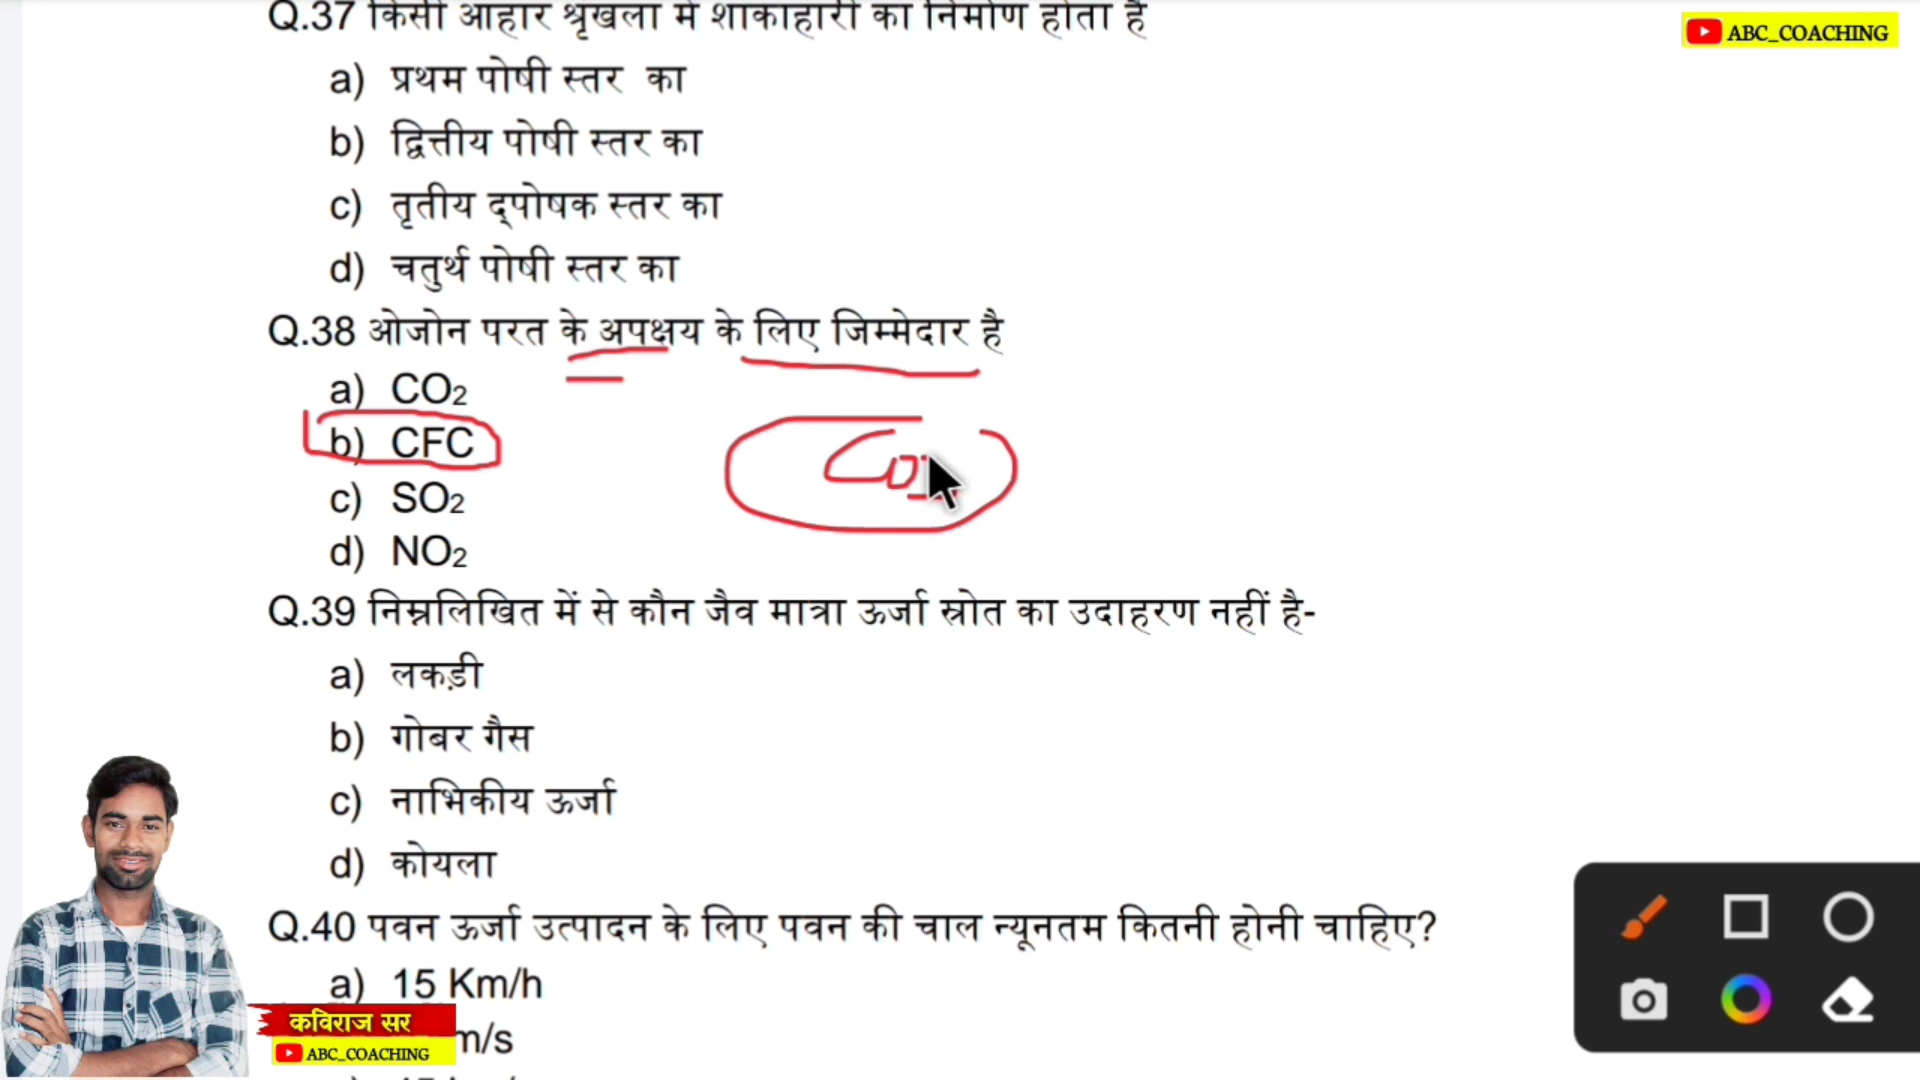 Q.37 किसी आहार श्रृंखला में शाकाहारी का निर्माण होता है
ABC_COACHING
a) प्रथम पोषी स्तर का
b) द्वित्तीय पोषी स्तर का
c) तृतीय द्पोषक स्तर का
d) चतुर्थ पोषी स्तर का
Q.38 ओजोन परत के अपक्षय के लिए जिम्मेदार है
a) CO₂
b) CFC
c) SO₂
d) NO₂
Q.39 निम्नलिखित में से कौन जैव मात्रा ऊर्जा स्रोत का उदाहरण नहीं है-
a) लकड़ी
b) गोबर गैस
c) नाभिकीय ऊर्जा
d) कोयला
Q.40 पवन ऊर्जा उत्पादन के लिए पवन की चाल न्यूनतम कितनी होनी चाहिए?
a) 15 Km/h
कविराज सर
m/s
ABC_COACHING